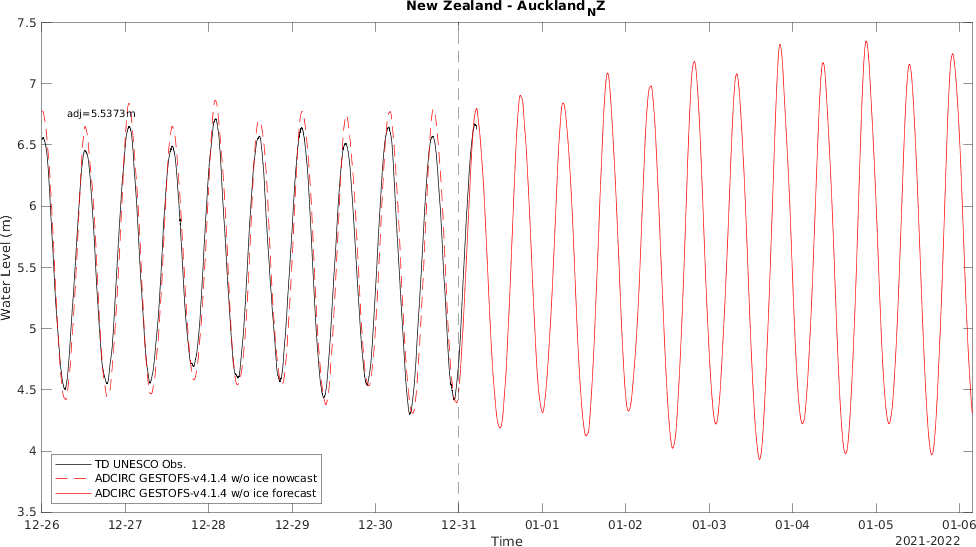 New Zealand - Auckland_NZ
7.5
7
adj=5.5373m
6.5
6
5.5
5
4.5
4
3.5
Water Level (m)
TD UNESCO Obs.
ADCIRC GESTOFS-v4.1.4 w/o ice nowcast
ADCIRC GESTOFS-v4.1.4 w/o ice forecast
12-26 12-27 12-28 12-29 12-30 12-31 01-01 01-02 01-03 01-04 01-05 01-06
Time
2021-2022